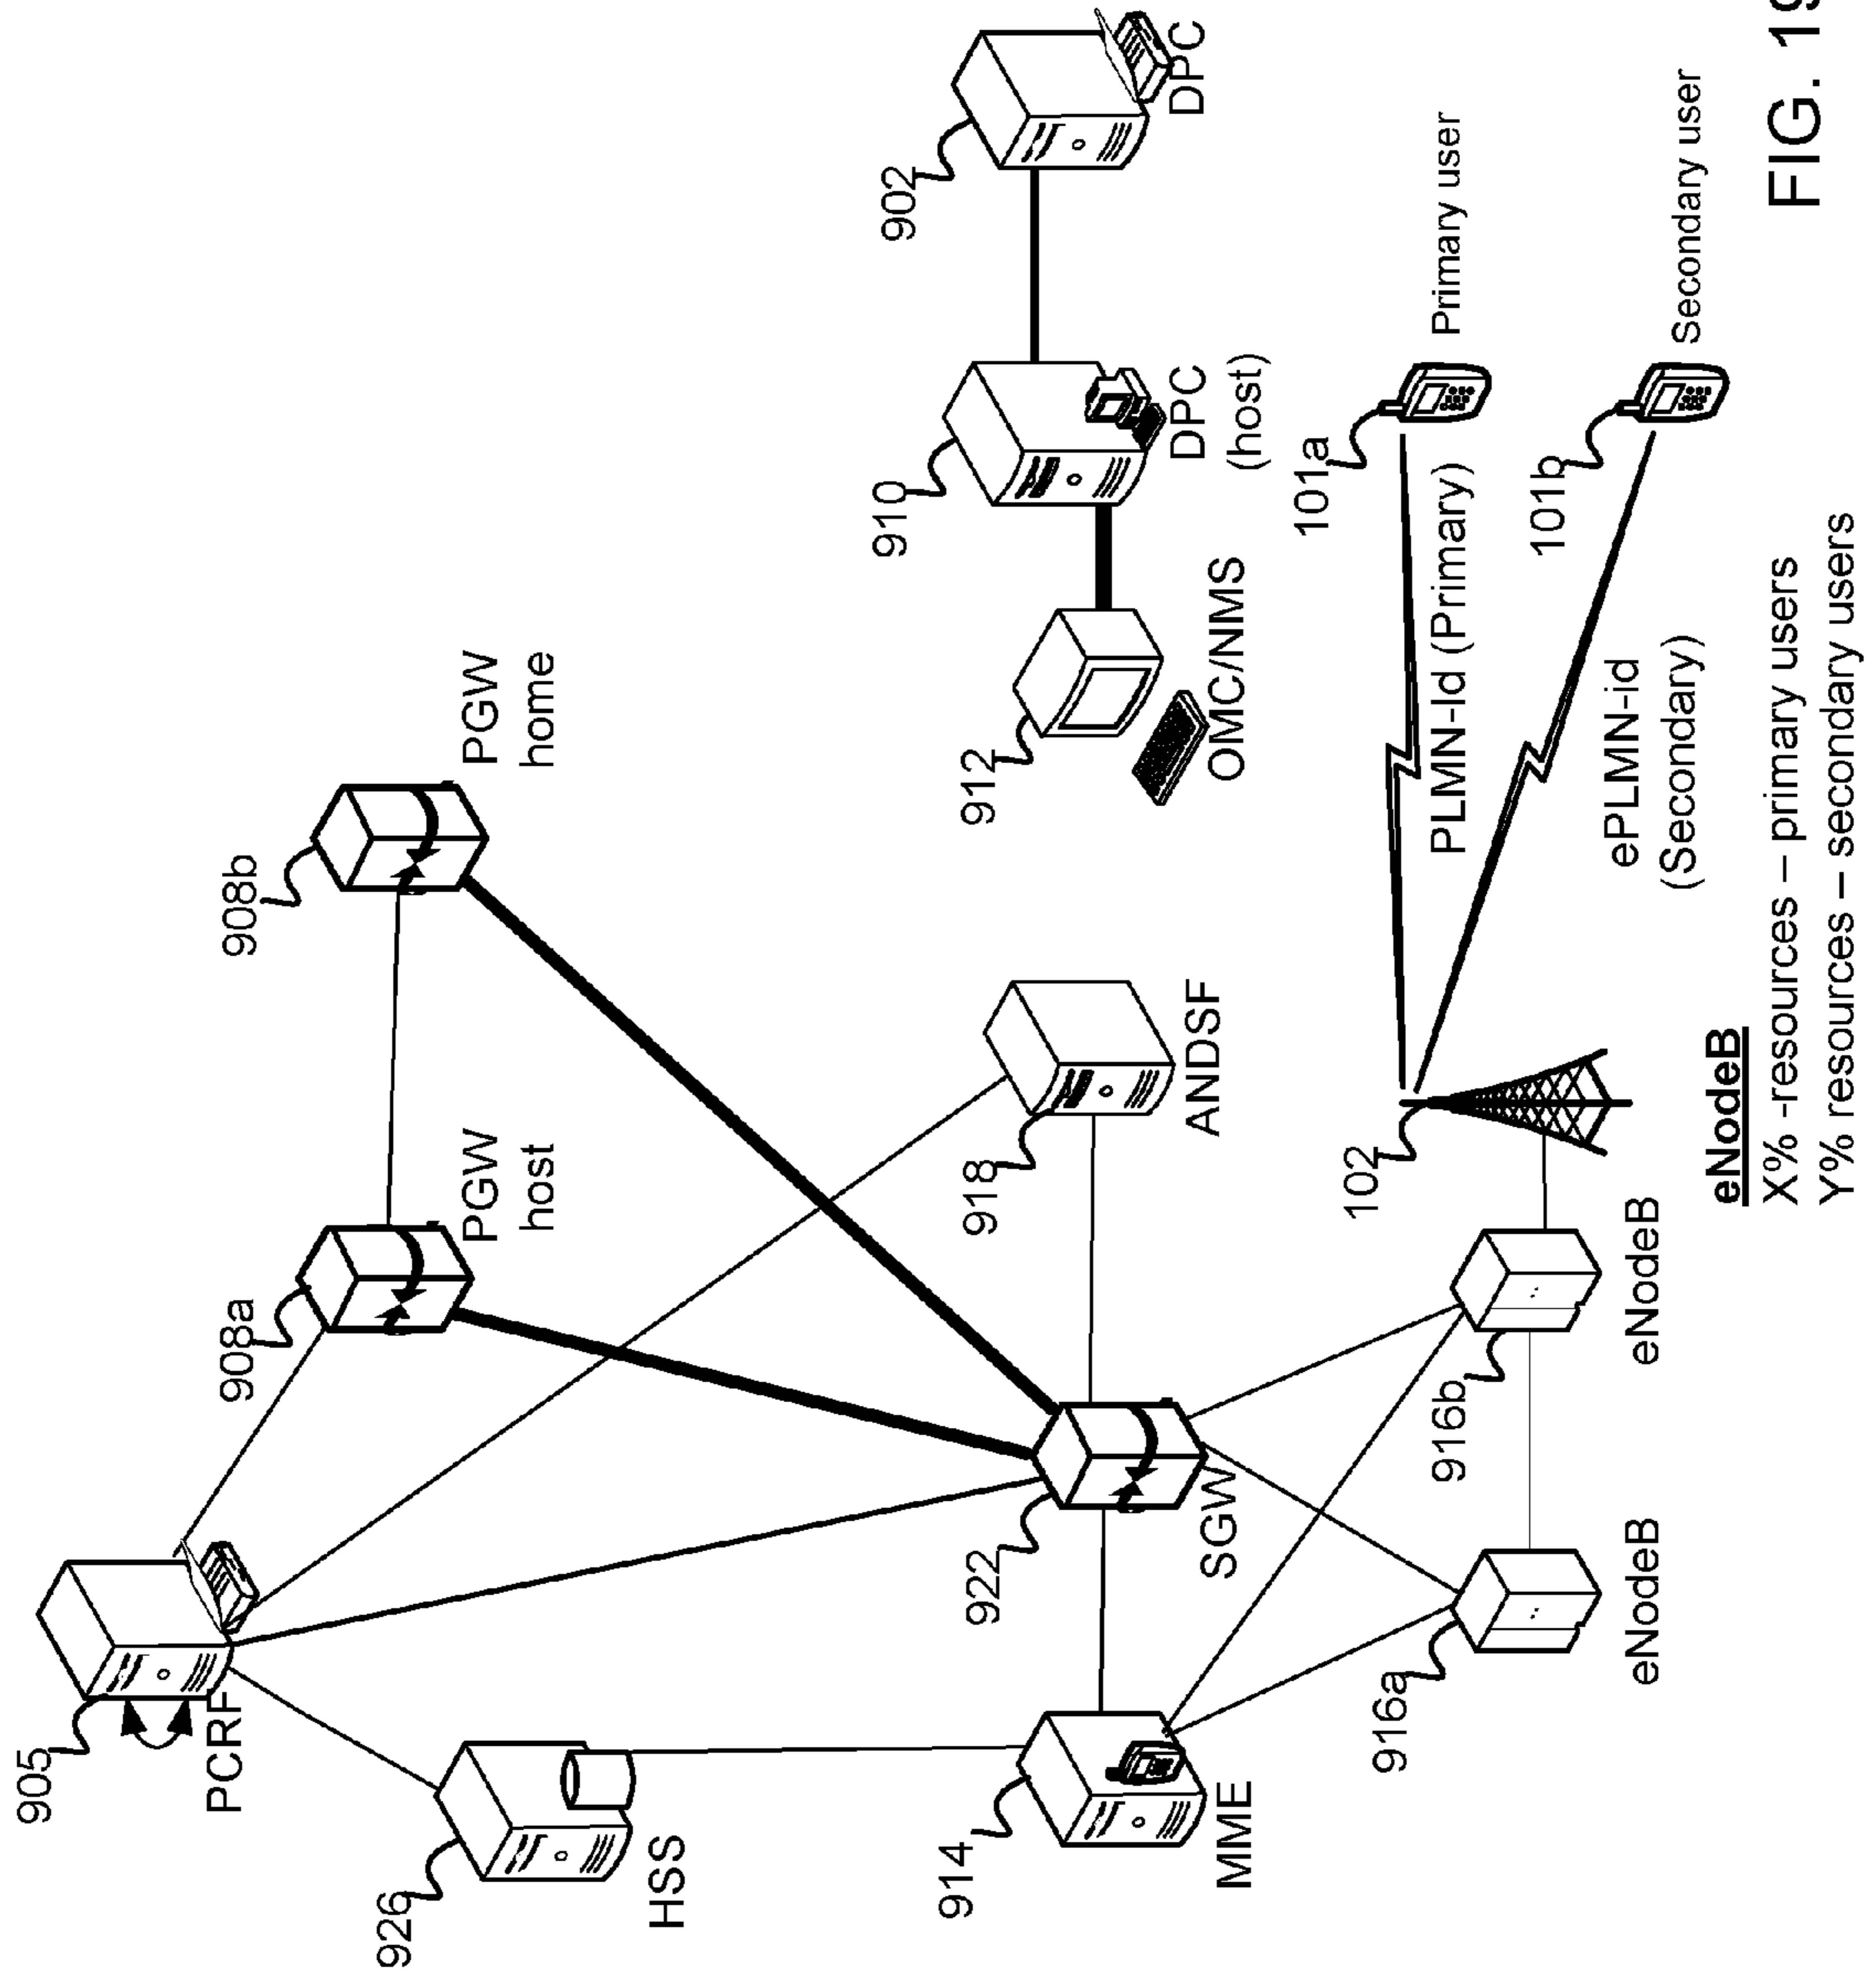 905
PCRF
908a
908b
926
PGW
host
PGW
home
HSS
910
902
914
922
918
912
MME
SGW
ANDSF
OMC/NMS
DPC
(host)
DPC
101a
102
916a
916b
PLMN-id (Primary)
Primary user
101b
ePLMN-id
(Secondary)
eNodeB
eNodeB
Secondary user
eNodeB
X% -resources – primary users
Y% resources – secondary users
FIG. 19